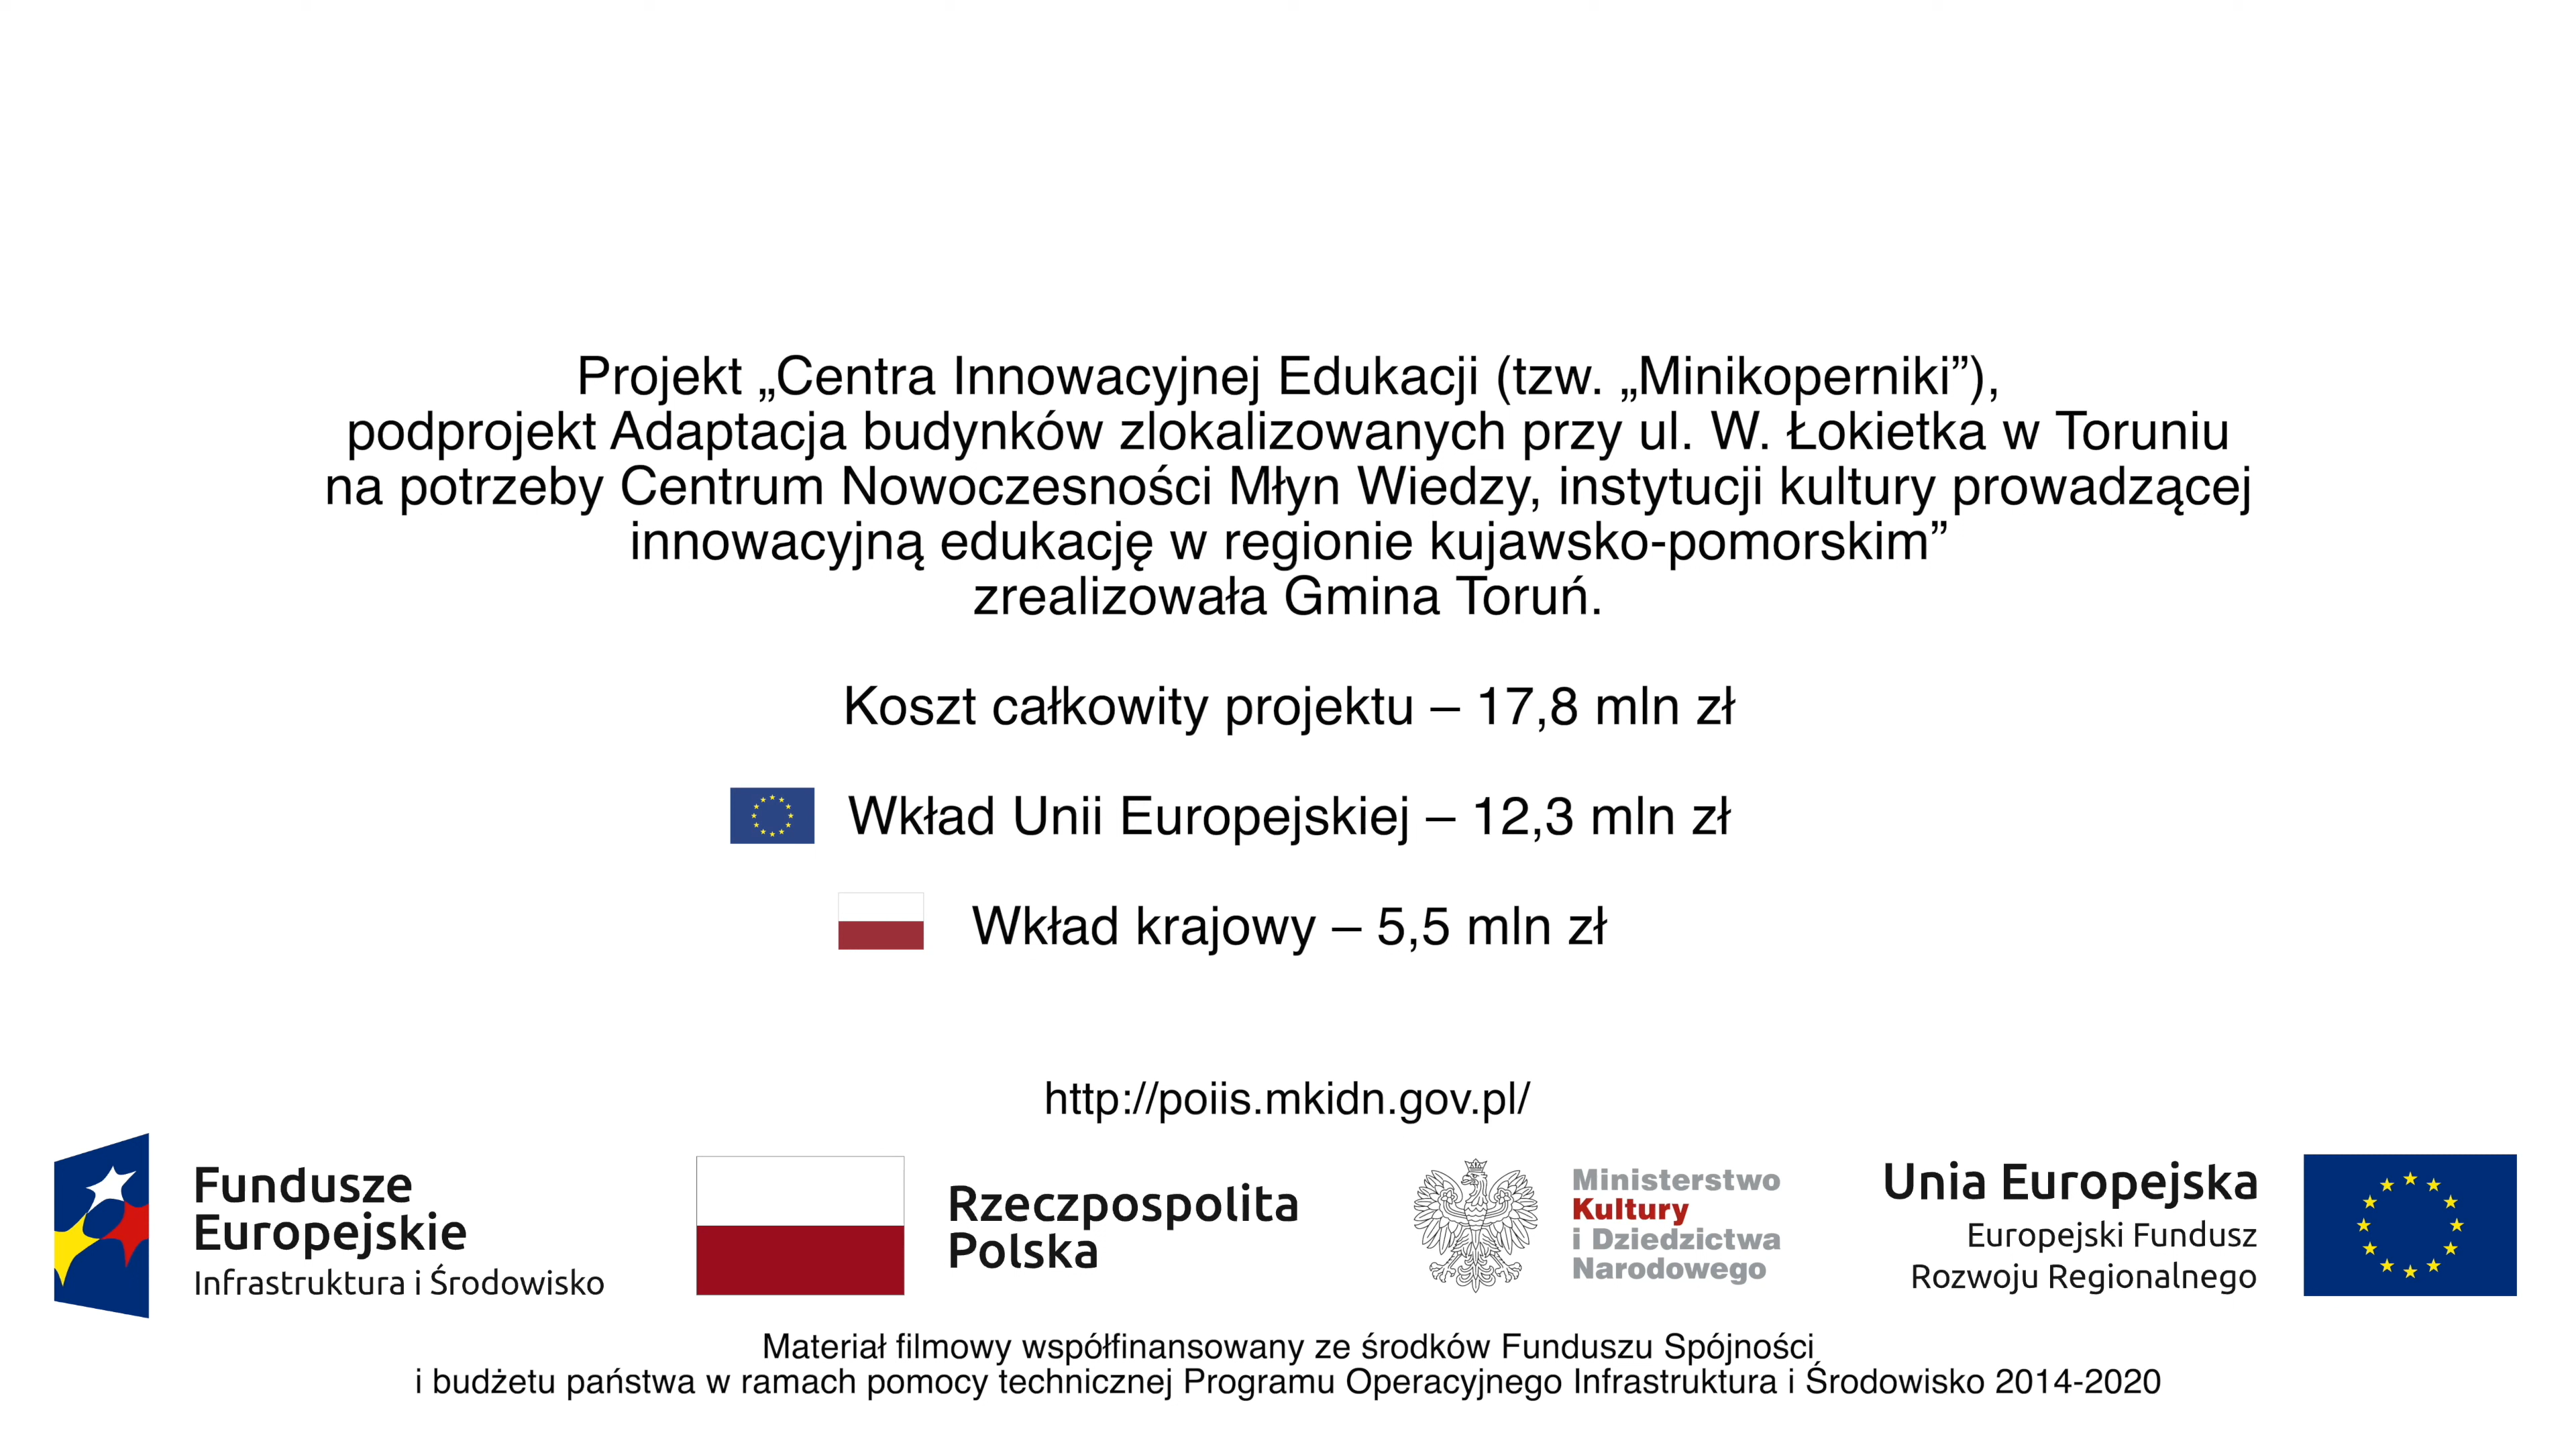 Projekt „Centra Innowacyjnej Edukacji (tzw. „Minikoperniki”),
podprojekt Adaptacja budynków zlokalizowanych przy ul. W. Łokietka w Toruniu
na potrzeby Centrum Nowoczesności Młyn Wiedzy, instytucji kultury prowadzącej
innowacyjną edukację w regionie kujawsko-pomorskim”
zrealizowała Gmina Toruń.
Koszt całkowity projektu – 17,8 mln zł
Wkład Unii Europejskiej – 12,3 mln zł
Wkład krajowy – 5,5 mln zł
http://poiis.mkidn.gov.pl/
Fundusze
Europejskie
Infrastruktura i Środowisko
Rzeczpospolita
Polska
Ministerstwo
Kultury
i Dziedzictwa
Narodowego
Unia Europejska
Europejski Fundusz
Rozwoju Regionalnego
Materiał filmowy współfinansowany ze środków Funduszu Spójności
i budżetu państwa w ramach pomocy technicznej Programu Operacyjnego Infrastruktura i Środowisko 2014-2020